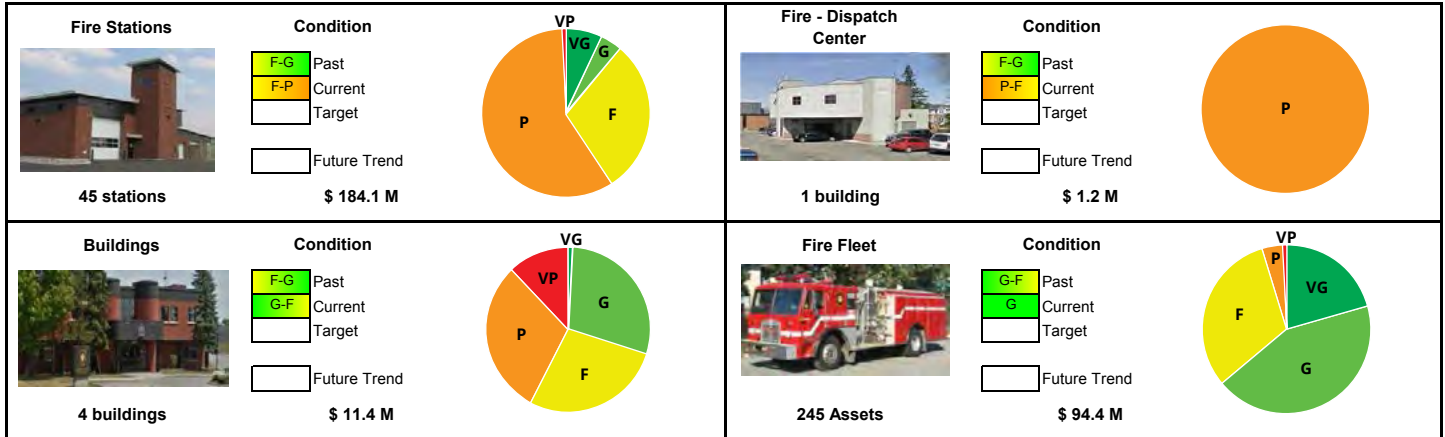 Fire Stations
Condition
F-G Past
F-P Current
Target
Future Trend
45 stations
$ 184.1 M
VP
VG
G
F
P
Fire - Dispatch
Center
Condition
F-G Past
P-F Current
Target
Future Trend
1 building
$ 1.2 M
P
Buildings
Condition
F-G Past
G-F Current
Target
Future Trend
4 buildings
$ 11.4 M
VG
VP
G
P
F
Fire Fleet
Condition
G-F Past
G Current
Target
Future Trend
245 Assets
$ 94.4 M
VP
P
VG
F
G